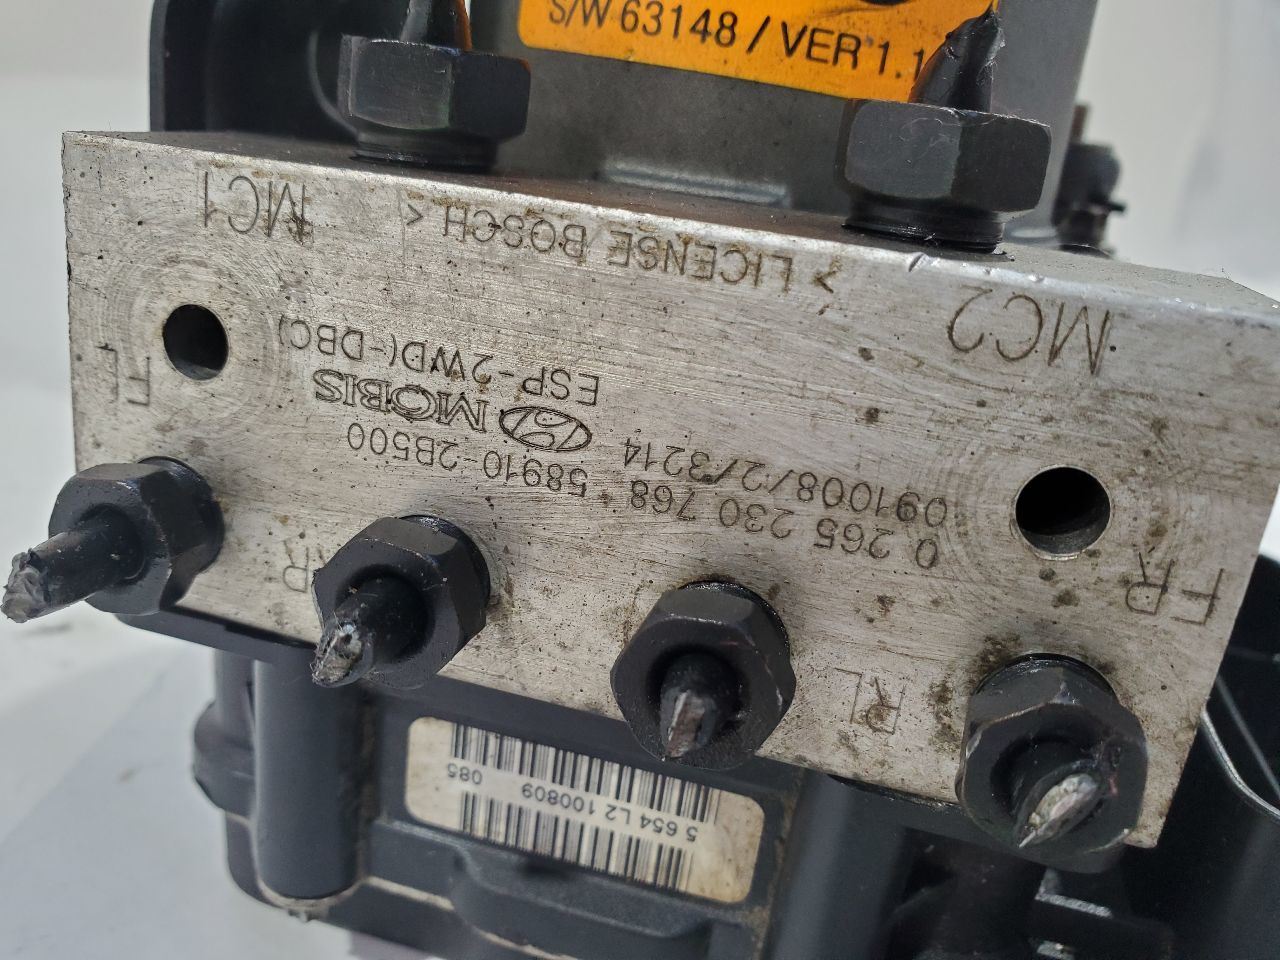 S/W 63148 / VER 1.1
MC1
> LICENSE BOSCH <
MC2
FL
ESP-2WD(-DBC)
MOBIS
58910-2B500
0 265 230 768
091008/2/3214
FR
RR
RL
5 654 L2 100809
085